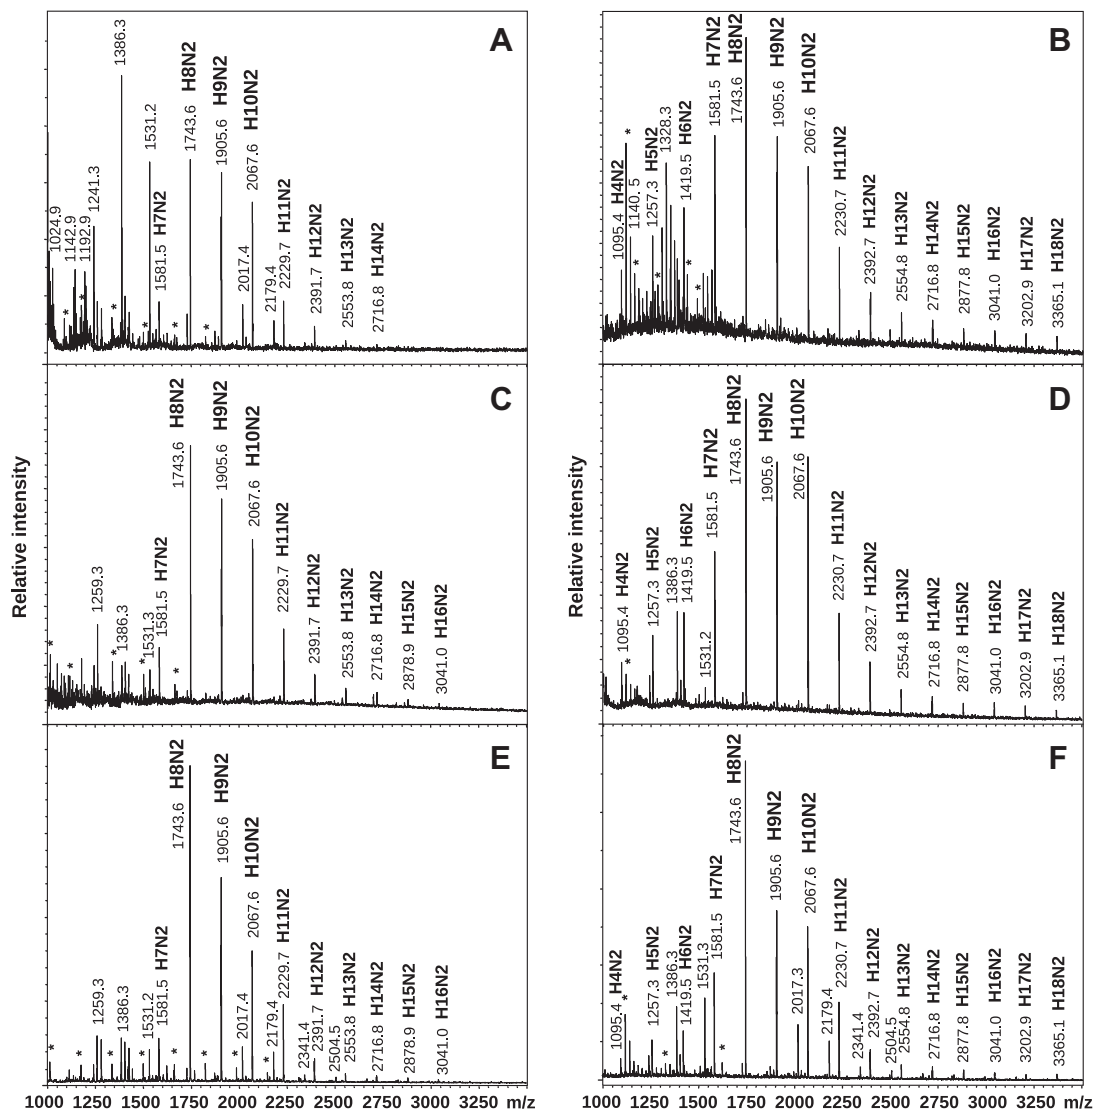 A
1024.9
1142.9
1192.9
1241.3
1386.3
1531.2
1581.5 H7N2
1743.6 H8N2
1905.6 H9N2
2017.4
2067.6 H10N2
2179.4
2229.7 H11N2
2391.7 H12N2
2553.8 H13N2
2716.8 H14N2
* * * * * *
B
1095.4 H4N2
*
1140. 5
1257.3 H5N2
1328.3
1419.5 H6N2
1581.5 H7N2
1743.6 H8N2
1905.6 H9N2
2067.6 H10N2
2230.7 H11N2
2392.7 H12N2
2554.8 H13N2
2716.8 H14N2
2877.8 H15N2
3041.0 H16N2
3202.9 H17N2
3365.1 H18N2
* * * *
Relative intensity
C
1259.3
1386.3
1531.3
1581.5 H7N2
1743.6 H8N2
1905.6 H9N2
2067.6 H10N2
2229.7 H11N2
2391.7 H12N2
2553.8 H13N2
2716.8 H14N2
2878.9 H15N2
3041.0 H16N2
* * * * *
Relative intensity
D
1095.4 H4N2
*
1257.3 H5N2
1386.3
1419.5 H6N2
1531.2
1581.5 H7N2
1743.6 H8N2
1905.6 H9N2
2067.6 H10N2
2230.7 H11N2
2392.7 H12N2
2554.8 H13N2
2716.8 H14N2
2877.8 H15N2
3041.0 H16N2
3202.9 H17N2
3365.1 H18N2
E
1259.3
1386.3
1531.2
1581.5 H7N2
1743.6 H8N2
1905.6 H9N2
2017.4
2067.6 H10N2
2179.4
2229.7 H11N2
2341.4
2391.7 H12N2
2504.5
2553.8 H13N2
2716.8 H14N2
2878.9 H15N2
3041.0 H16N2
* * * * * * * *
F
1095.4 H4N2
*
1257.3 H5N2
1386.3
1419.5 H6N2
1531.3
1581.5 H7N2
1743.6 H8N2
1905.6 H9N2
2017.3
2067.6 H10N2
2179.4
2230.7 H11N2
2341.4
2392.7 H12N2
2504.5
2554.8 H13N2
2716.8 H14N2
2877.8 H15N2
3041.0 H16N2
3202.9 H17N2
3365.1 H18N2
* *
1000 1250 1500 1750 2000 2250 2500 2750 3000 3250 m/z
1000 1250 1500 1750 2000 2250 2500 2750 3000 3250 m/z